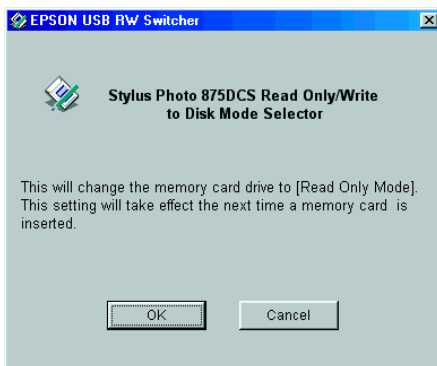 EPSON USB RW Switcher
Stylus Photo 875DCS Read Only/Write
to Disk Mode Selector
This will change the memory card drive to [Read Only Mode].
This setting will take effect the next time a memory card is
inserted.
OK
Cancel